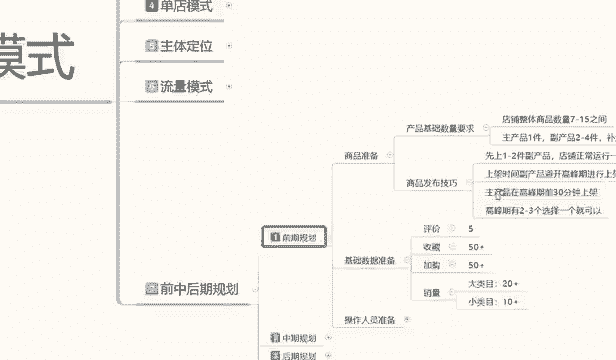 模式
4 单店模式
5 主体定位
流量模式
前中后期规划
1 前期规划
商品准备
产品基础数量要求
店铺整体商品数量7-15之间
主产品1件，副产品2-4件，补
商品发布技巧
先上1-2件副产品，店铺正常运行一
上架时间副产品避开高峰期进行上架
主产品在高峰期前30分钟上架
高峰期有2-3个选择一个就可以
基础数据准备
评价 5
收藏 50+
加购 50+
销量
大类目：20+
小类目：10+
操作人员准备
中期规划
后期规划